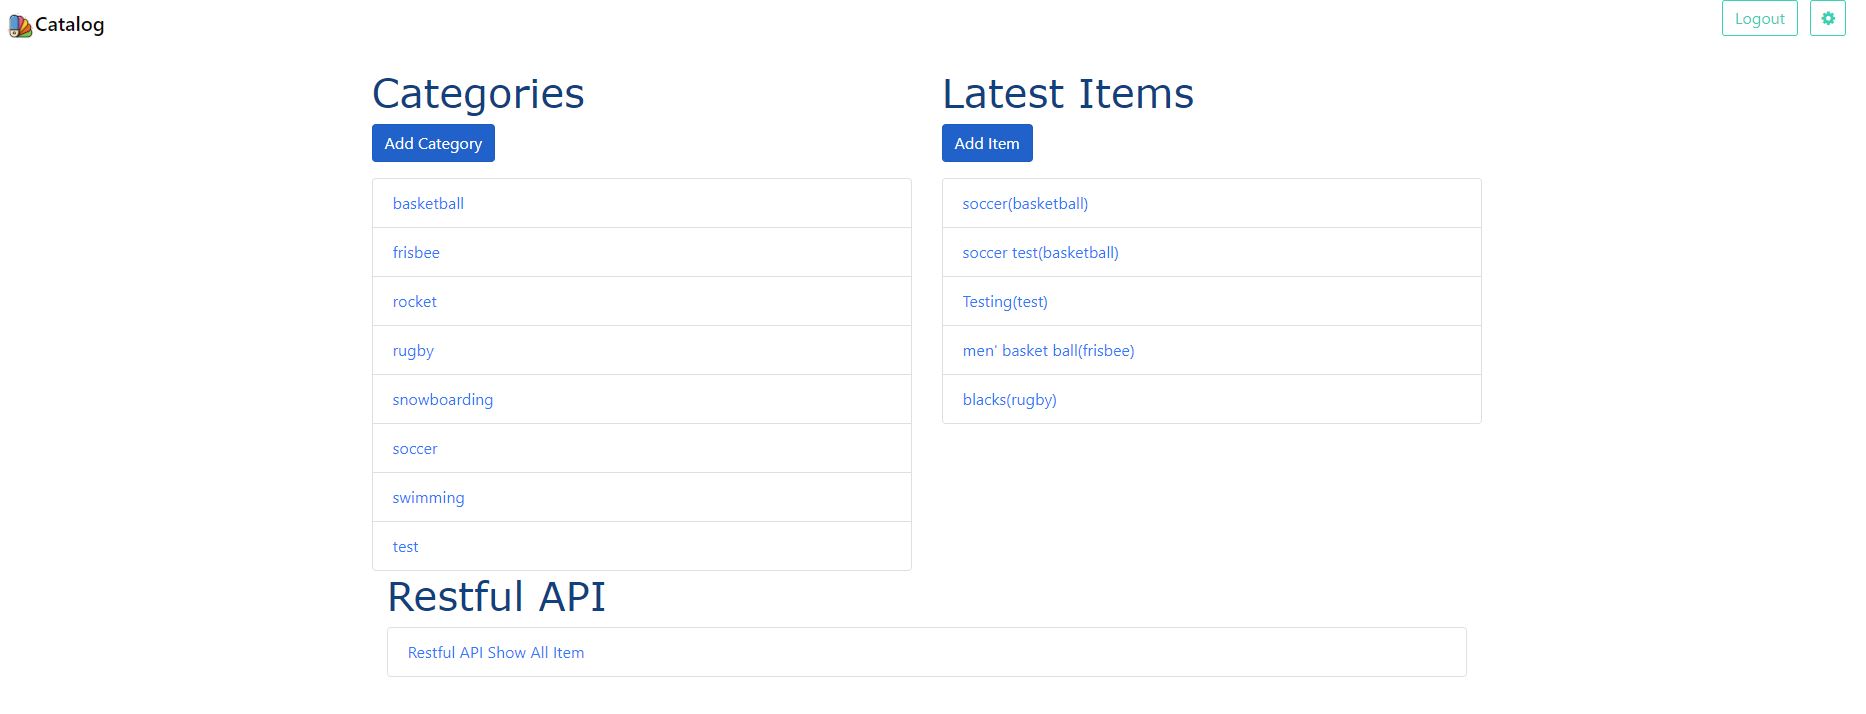 Catalog
Logout
Categories
Add Category
basketball
frisbee
rocket
rugby
snowboarding
soccer
swimming
test
Latest Items
Add Item
soccer(basketball)
soccer test(basketball)
Testing(test)
men' basket ball(frisbee)
blacks(rugby)
Restful API
Restful API Show All Item